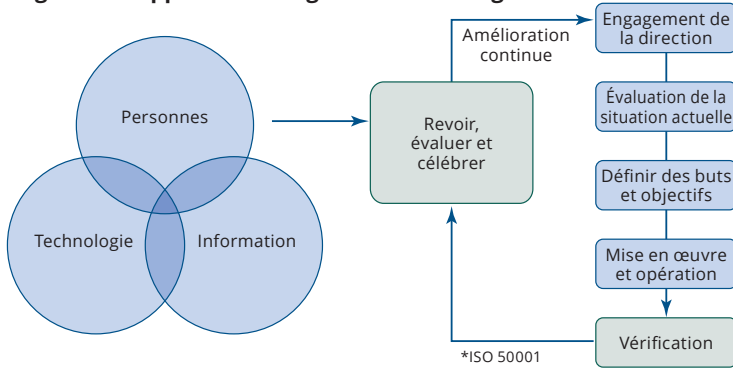 Personnes
Technologie
Information
Revoir,
évaluer et
célébrer
Amélioration
continue
Engagement de
la direction
Évaluation de la
situation actuelle
Définir des buts
et objectifs
Mise en œuvre
et opération
Vérification
*ISO 50001